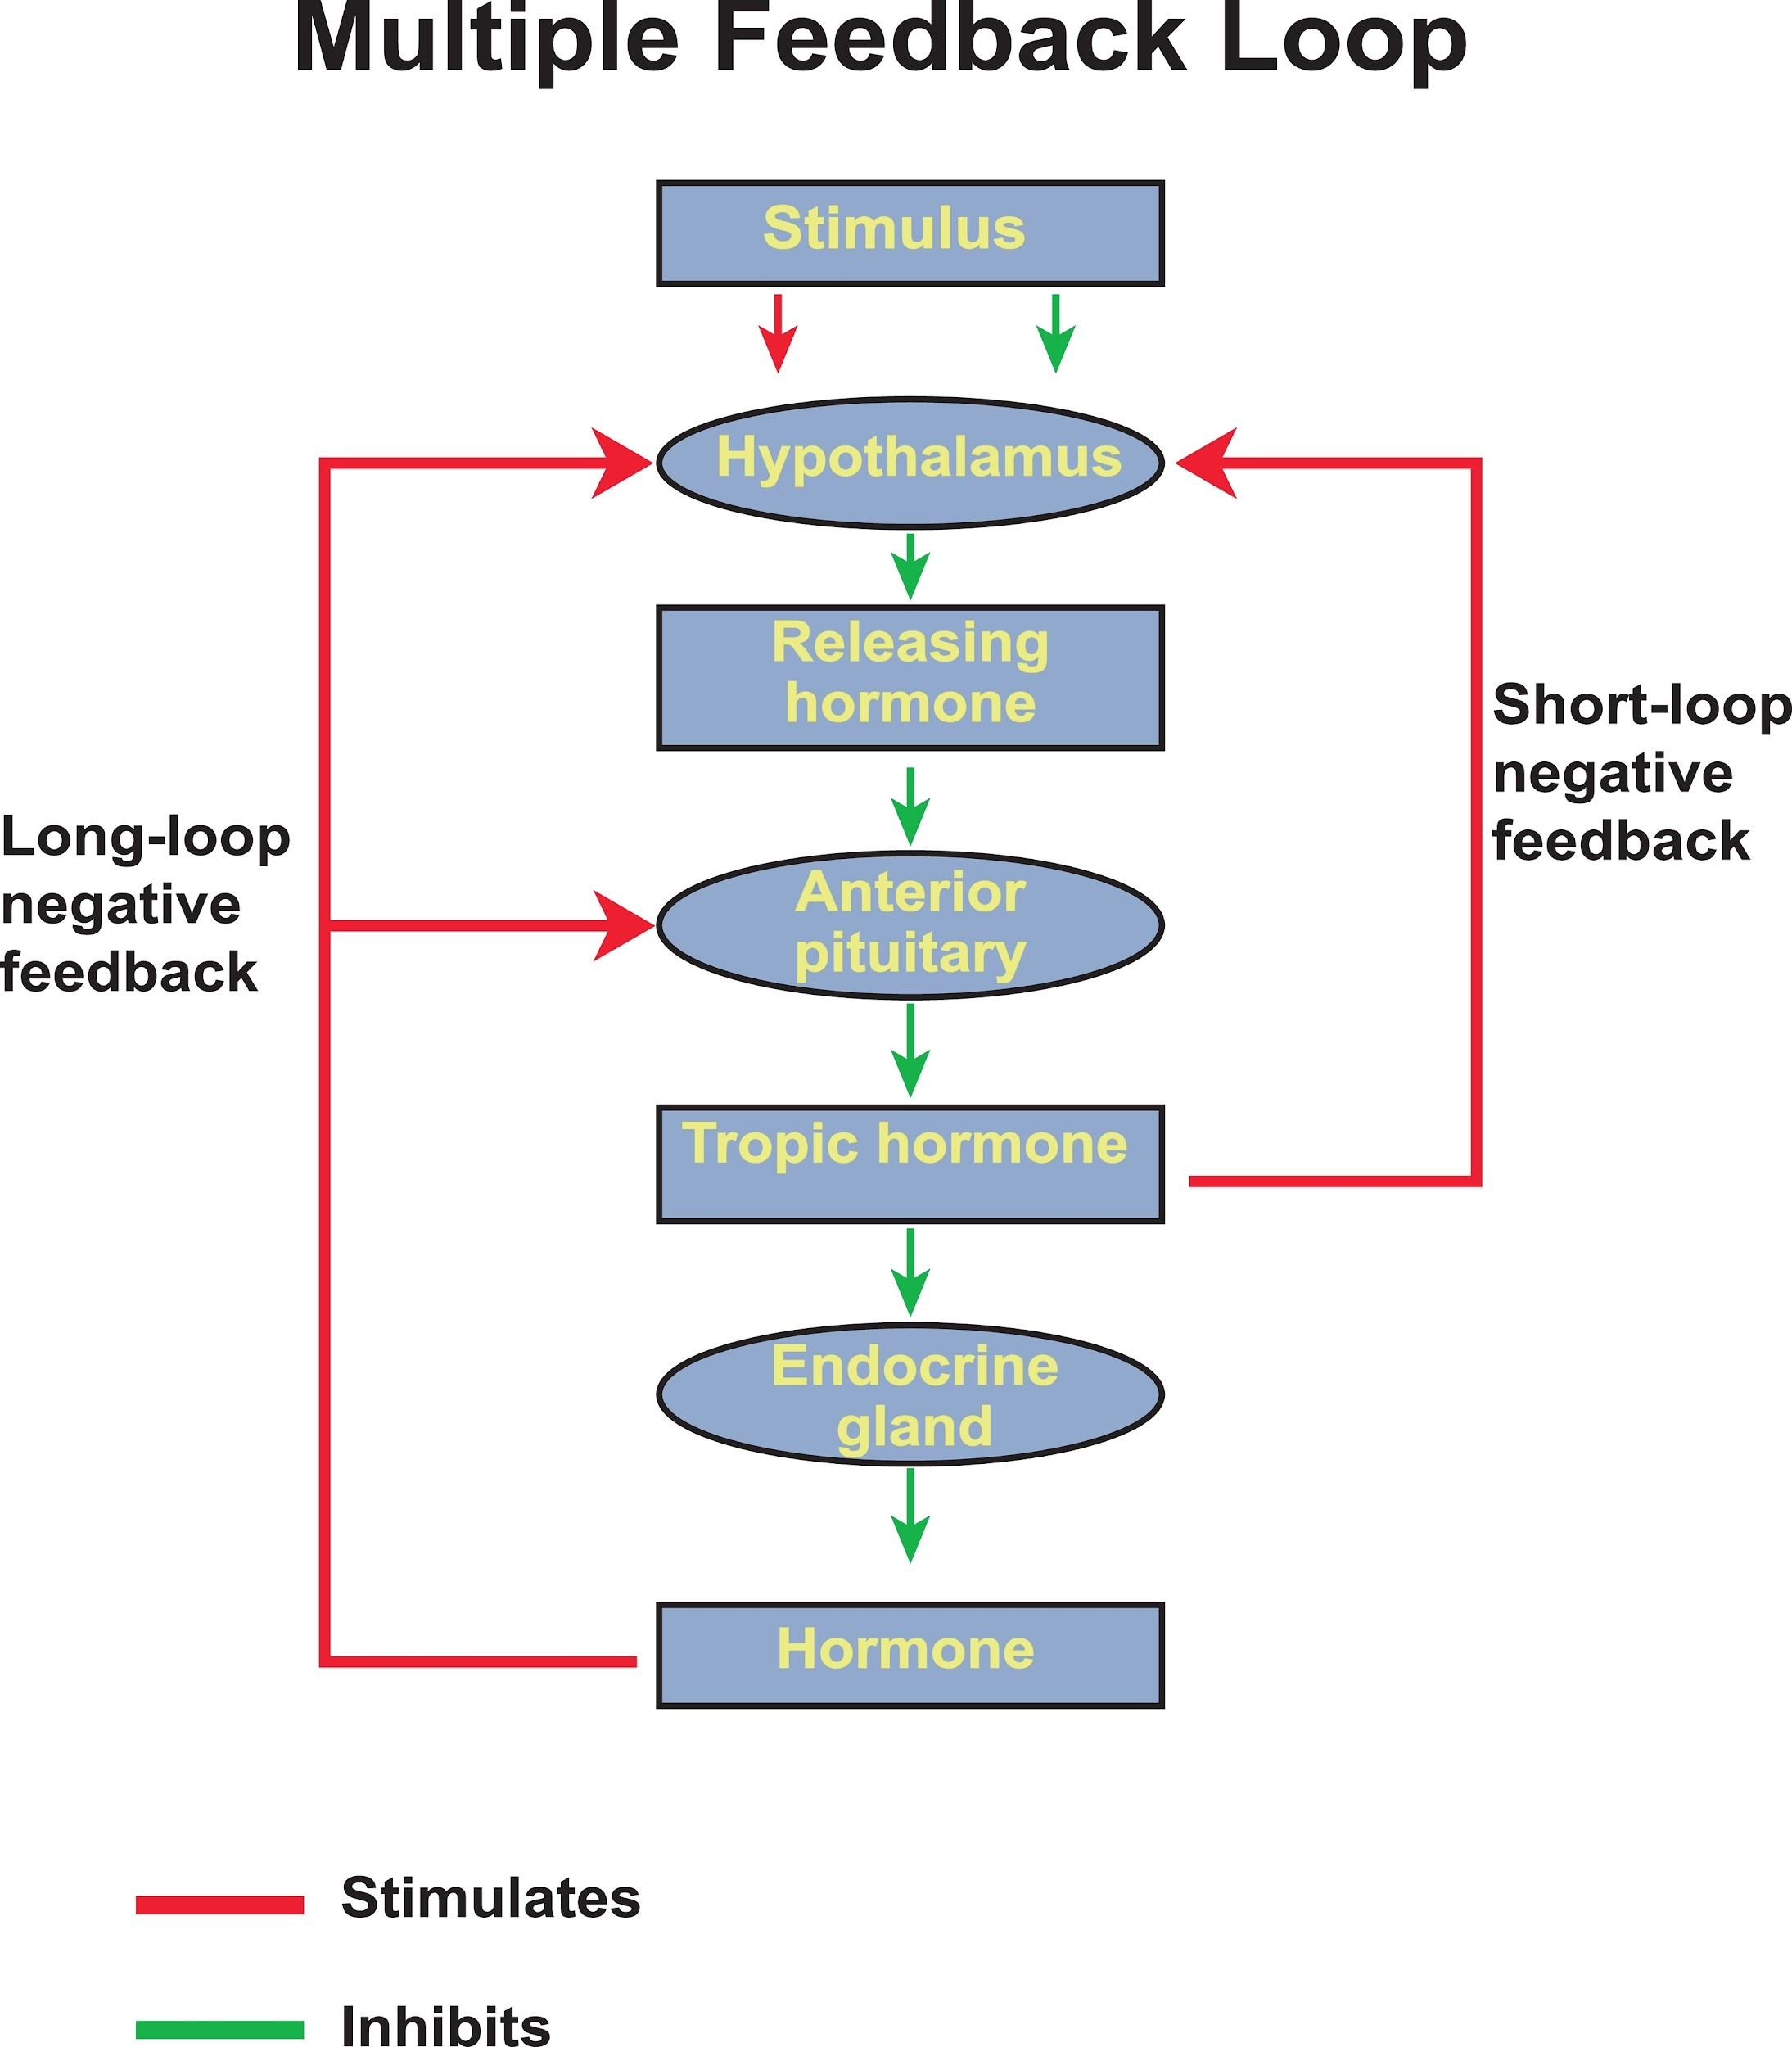 Multiple Feedback Loop
Stimulus
Hypothalamus
Releasing
hormone
Short-loop
negative
feedback
Long-loop
negative
feedback
Anterior
pituitary
Tropic hormone
Endocrine
gland
Hormone
Stimulates
Inhibits